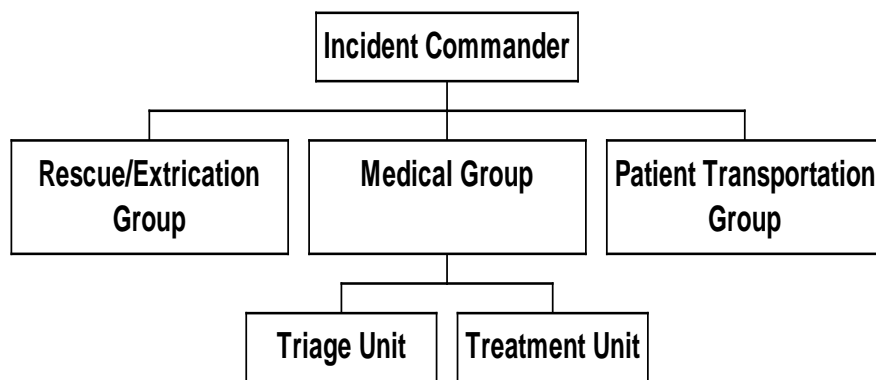 Incident Commander
Rescue/Extrication
Group
Medical Group
Patient Transportation
Group
Triage Unit
Treatment Unit